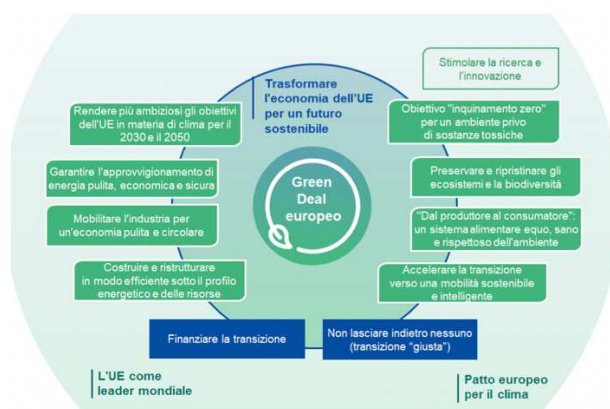 Stimolare la ricerca e
l'innovazione
Trasformare
l'economia dell'UE
per un futuro
sostenibile
Rendere più ambiziosi gli obiettivi
dell'UE in materia di clima per il
2030 e il 2050
Obiettivo "inquinamento zero"
per un ambiente privo
di sostanze tossiche
Garantire l'approvvigionamento di
energia pulita, economica e sicura
Preservare e ripristinare gli
ecosistemi e la biodiversità
Green
Deal
europeo
Mobilitare l'industria per
un'economia pulita e circolare
"Dal produttore al consumatore":
un sistema alimentare equo, sano
e rispettoso dell'ambiente
Costruire e ristrutturare
in modo efficiente sotto il profilo
energetico e delle risorse
Accelerare la transizione
verso una mobilità sostenibile
e intelligente
Finanziare la transizione
Non lasciare indietro nessuno
(transizione "giusta")
L'UE come
leader mondiale
Patto europeo
per il clima